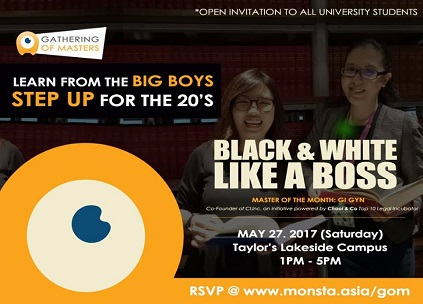 *OPEN INVITATION TO ALL UNIVERSITY STUDENTS
GATHERING
OF MASTERS
LEARN FROM THE BIG BOYS
STEP UP FOR THE 20'S
BLACK & WHITE
LIKE A BOSS
MASTER OF THE MONTH: GI GYN
Co-Founder of CLInc, an initiative powered by Chooi & Co Top 10 Legal Incubator
MAY 27. 2017 (Saturday)
Taylor's Lakeside Campus
1PM - 5PM
RSVP @ www.monsta.asia/gom